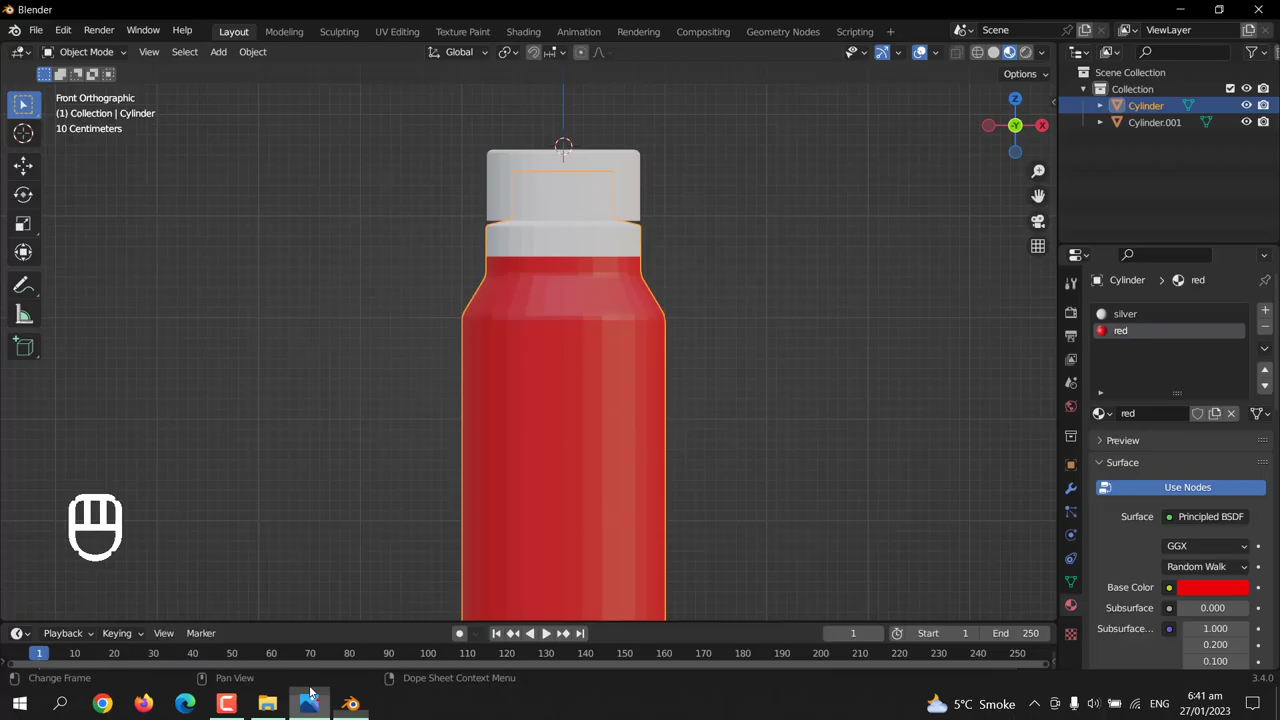 Blender
File Edit Render Window Help Layout Modeling Sculpting UV Editing Texture Paint Shading Animation Rendering Compositing Geometry Nodes Scripting + Scene ViewLayer
Object Mode View Select Add Object Global
Options
Front Orthographic
(1) Collection | Cylinder
10 Centimeters
Z
-Y
X
Scene Collection
Collection
Cylinder
Cylinder.001
Cylinder > red
silver
red
red
Preview
Surface
Use Nodes
Surface Principled BSDF
GGX
Random Walk
Base Color
Subsurface 0.000
Subsurface... 1.000
0.200
0.100
Playback Keying View Marker 1 Start 1 End 250
1 10 20 30 40 50 60 70 80 90 100 110 120 130 140 150 160 170 180 190 200 210 220 230 240 250
Change Frame Pan View Dope Sheet Context Menu 3.4.0
5°C Smoke ENG 6:41 am
27/01/2023